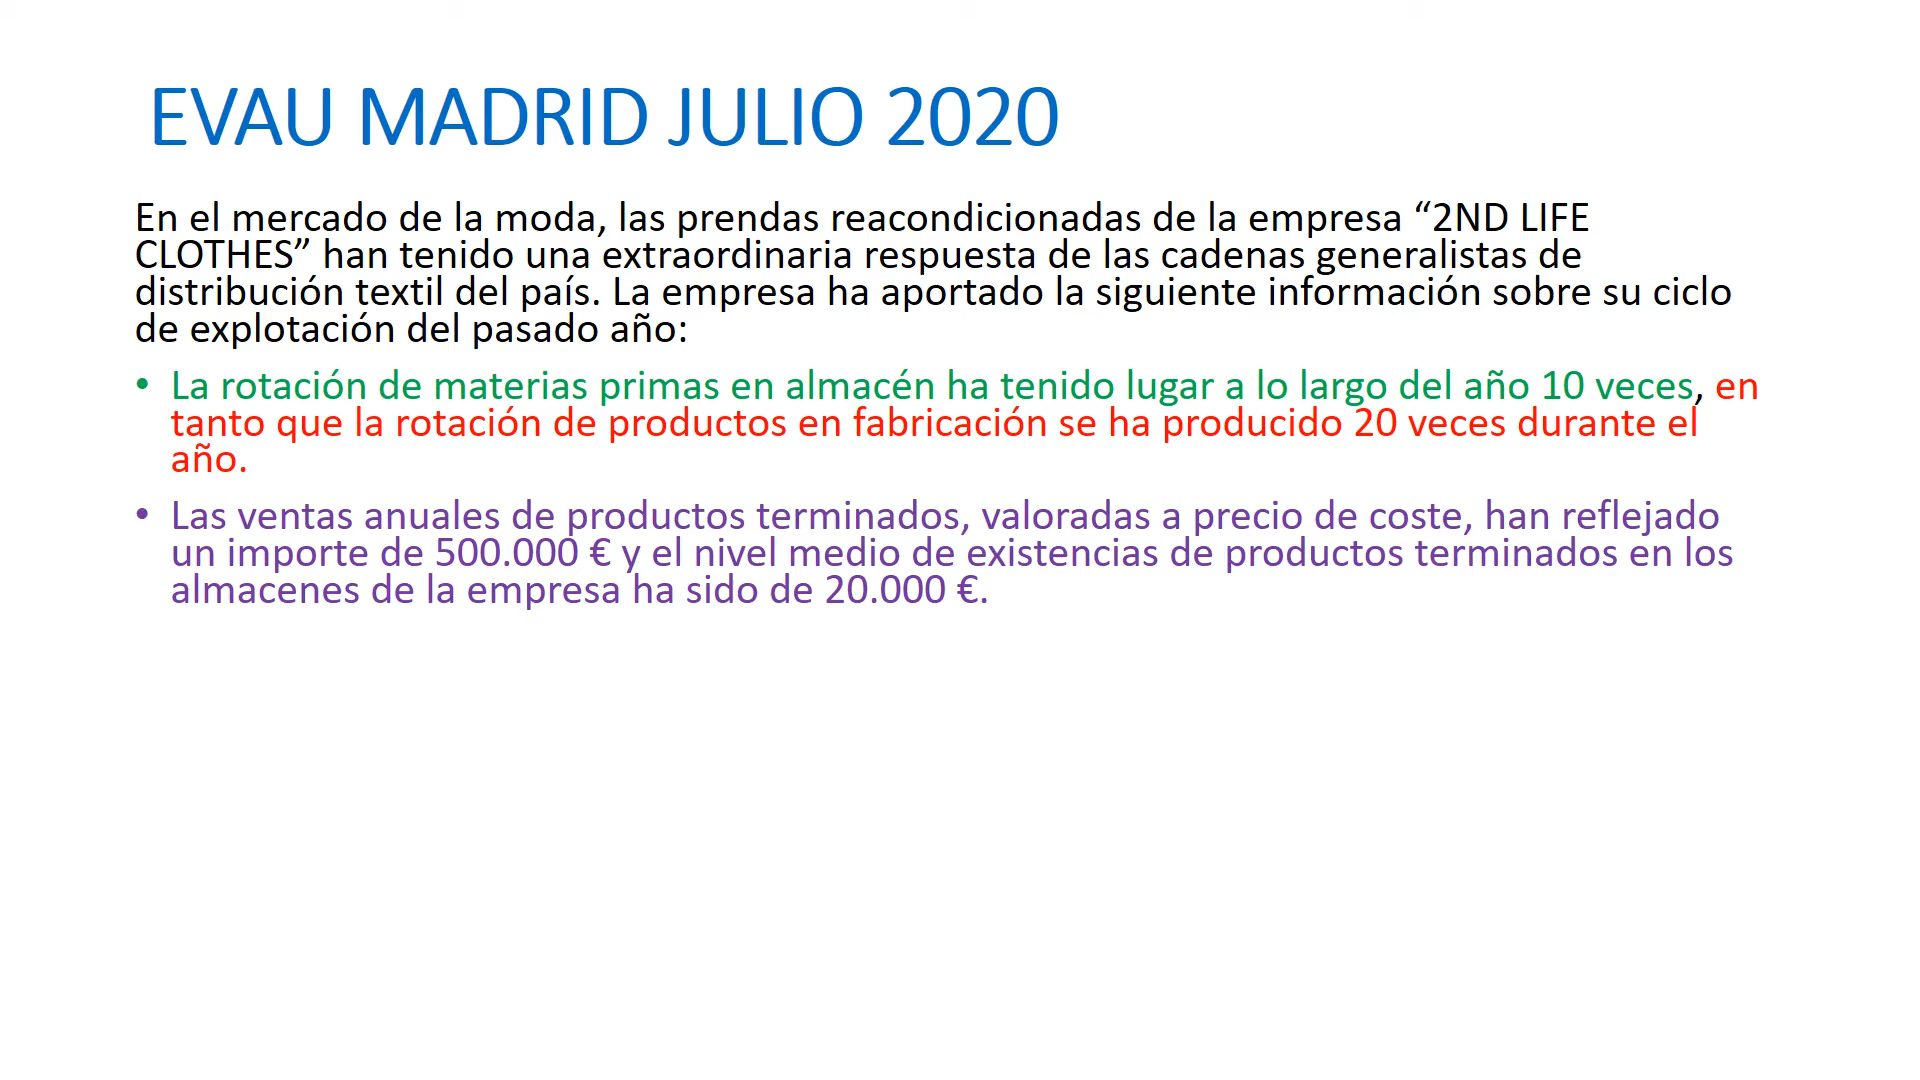 EVAU MADRID JULIO 2020
En el mercado de la moda, las prendas reacondicionadas de la empresa “2ND LIFE
CLOTHES” han tenido una extraordinaria respuesta de las cadenas generalistas de
distribución textil del país. La empresa ha aportado la siguiente información sobre su ciclo
de explotación del pasado año:
• La rotación de materias primas en almacén ha tenido lugar a lo largo del año 10 veces, en
tanto que la rotación de productos en fabricación se ha producido 20 veces durante el
año.
• Las ventas anuales de productos terminados, valoradas a precio de coste, han reflejado
un importe de 500.000 € y el nivel medio de existencias de productos terminados en los
almacenes de la empresa ha sido de 20.000 €.